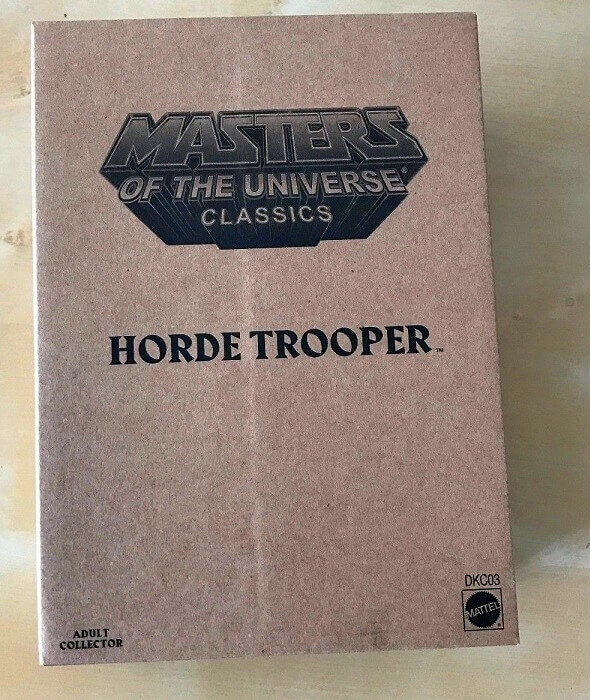 MASTERS
OF THE UNIVERSE®
CLASSICS
HORDE TROOPER™
DKC03
MATTEL
®
ADULT
COLLECTOR